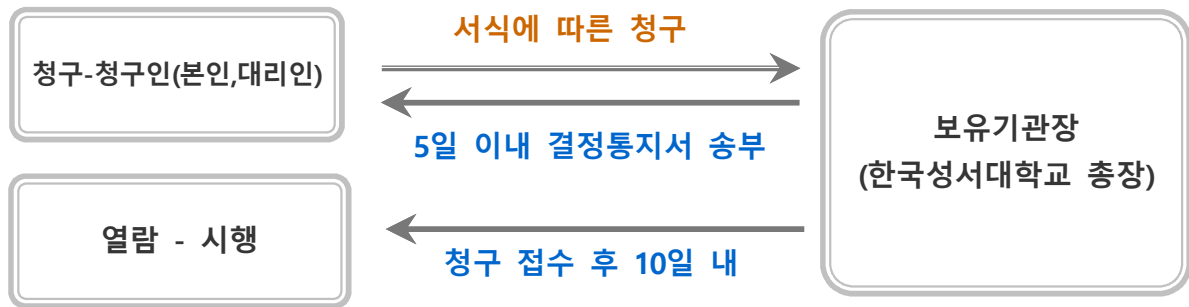 서식에 따른 청구
청구-청구인(본인,대리인)
5일 이내 결정통지서 송부
보유기관장
(한국성서대학교 총장)
열람 - 시행
청구 접수 후 10일 내